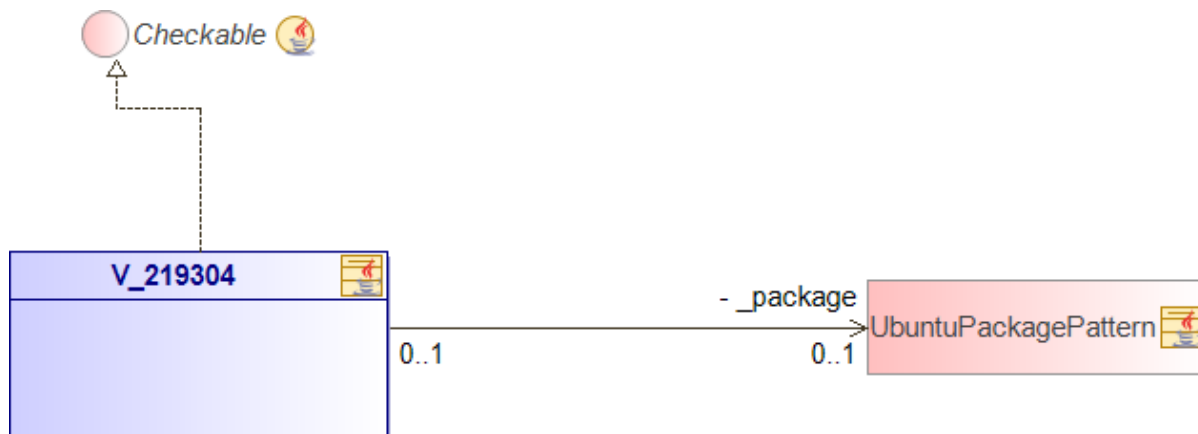 Checkable
V_219304
- _package
UbuntuPackagePattern
0..1
0..1